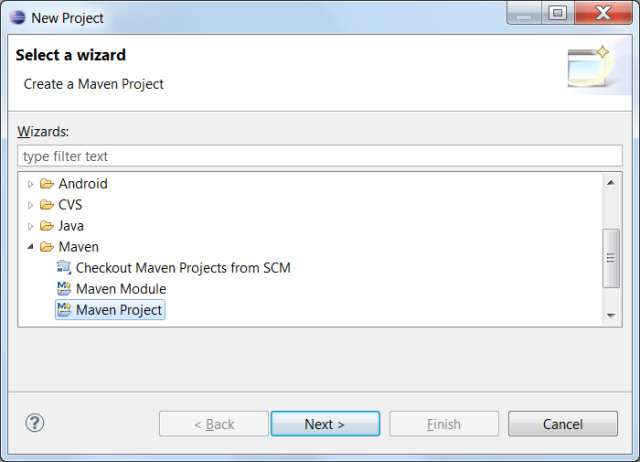 New Project
Select a wizard
Create a Maven Project
Wizards:
type filter text
Android
CVS
Java
Maven
Checkout Maven Projects from SCM
Maven Module
Maven Project
?
< Back
Next >
Finish
Cancel